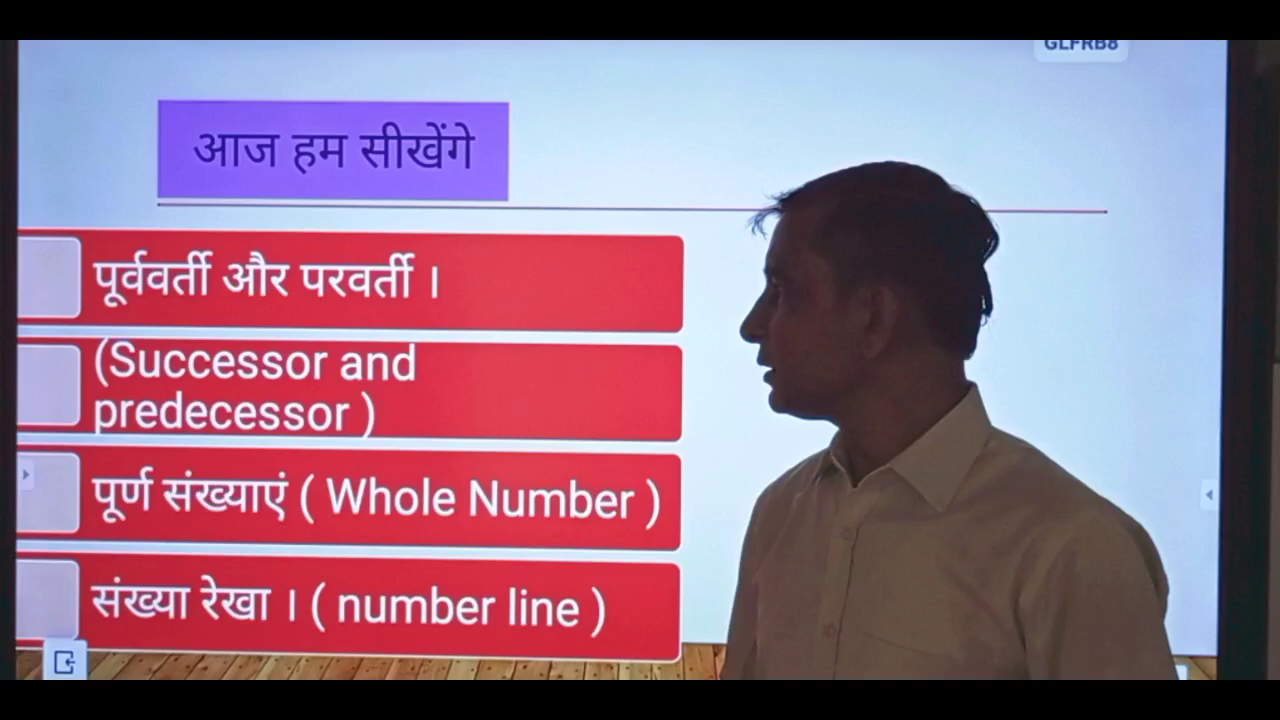 GLFRB8
आज हम सीखेंगे
पूर्ववर्ती और परवर्ती ।
(Successor and
predecessor )
पूर्ण संख्याएं ( Whole Number )
संख्या रेखा । ( number line )